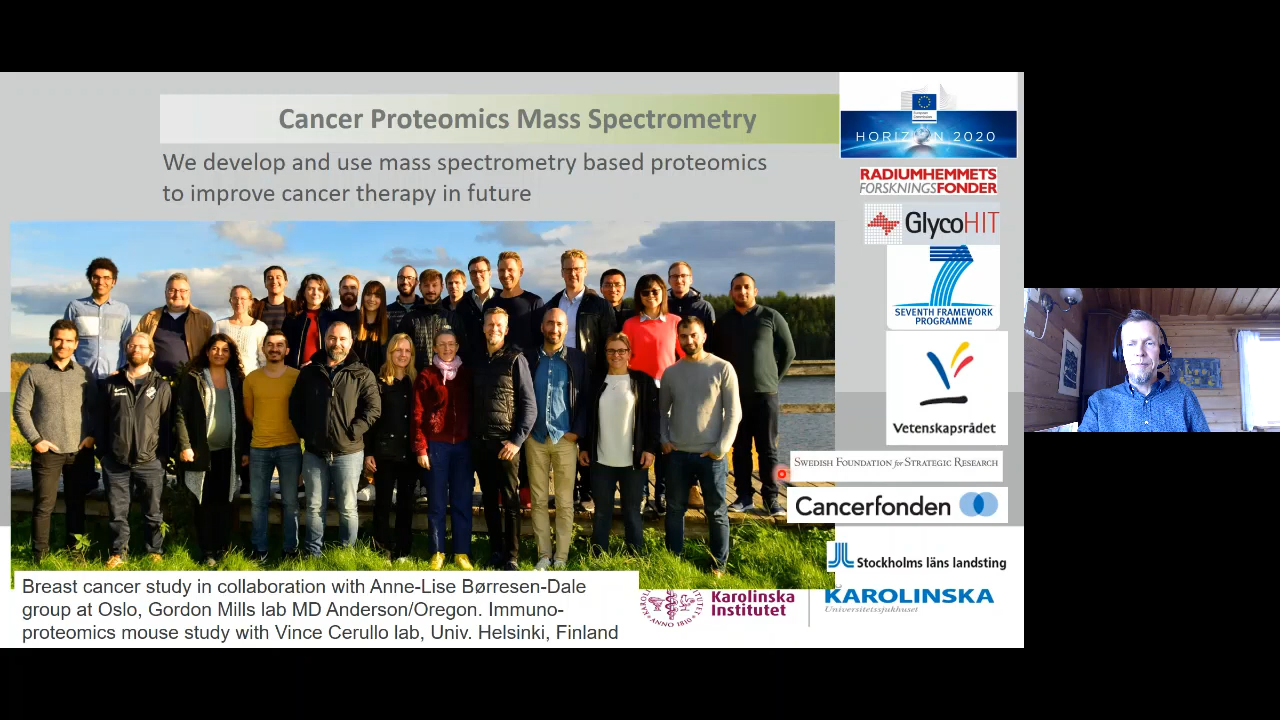 Cancer Proteomics Mass Spectrometry
We develop and use mass spectrometry based proteomics
to improve cancer therapy in future
HORIZON 2020
RADIUMHEMMETS
FORSKNINGSFONDER
GlycoHIT
7
SEVENTH FRAMEWORK
PROGRAMME
Vetenskapsrådet
SWEDISH FOUNDATION for STRATEGIC RESEARCH
Cancerfonden
Stockholms läns landsting
KAROLINSKA
Universitetssjukhuset
Karolinska
Institutet
ANNO 1810
Breast cancer study in collaboration with Anne-Lise Børresen-Dale
group at Oslo, Gordon Mills lab MD Anderson/Oregon. Immuno-
proteomics mouse study with Vince Cerullo lab, Univ. Helsinki, Finland